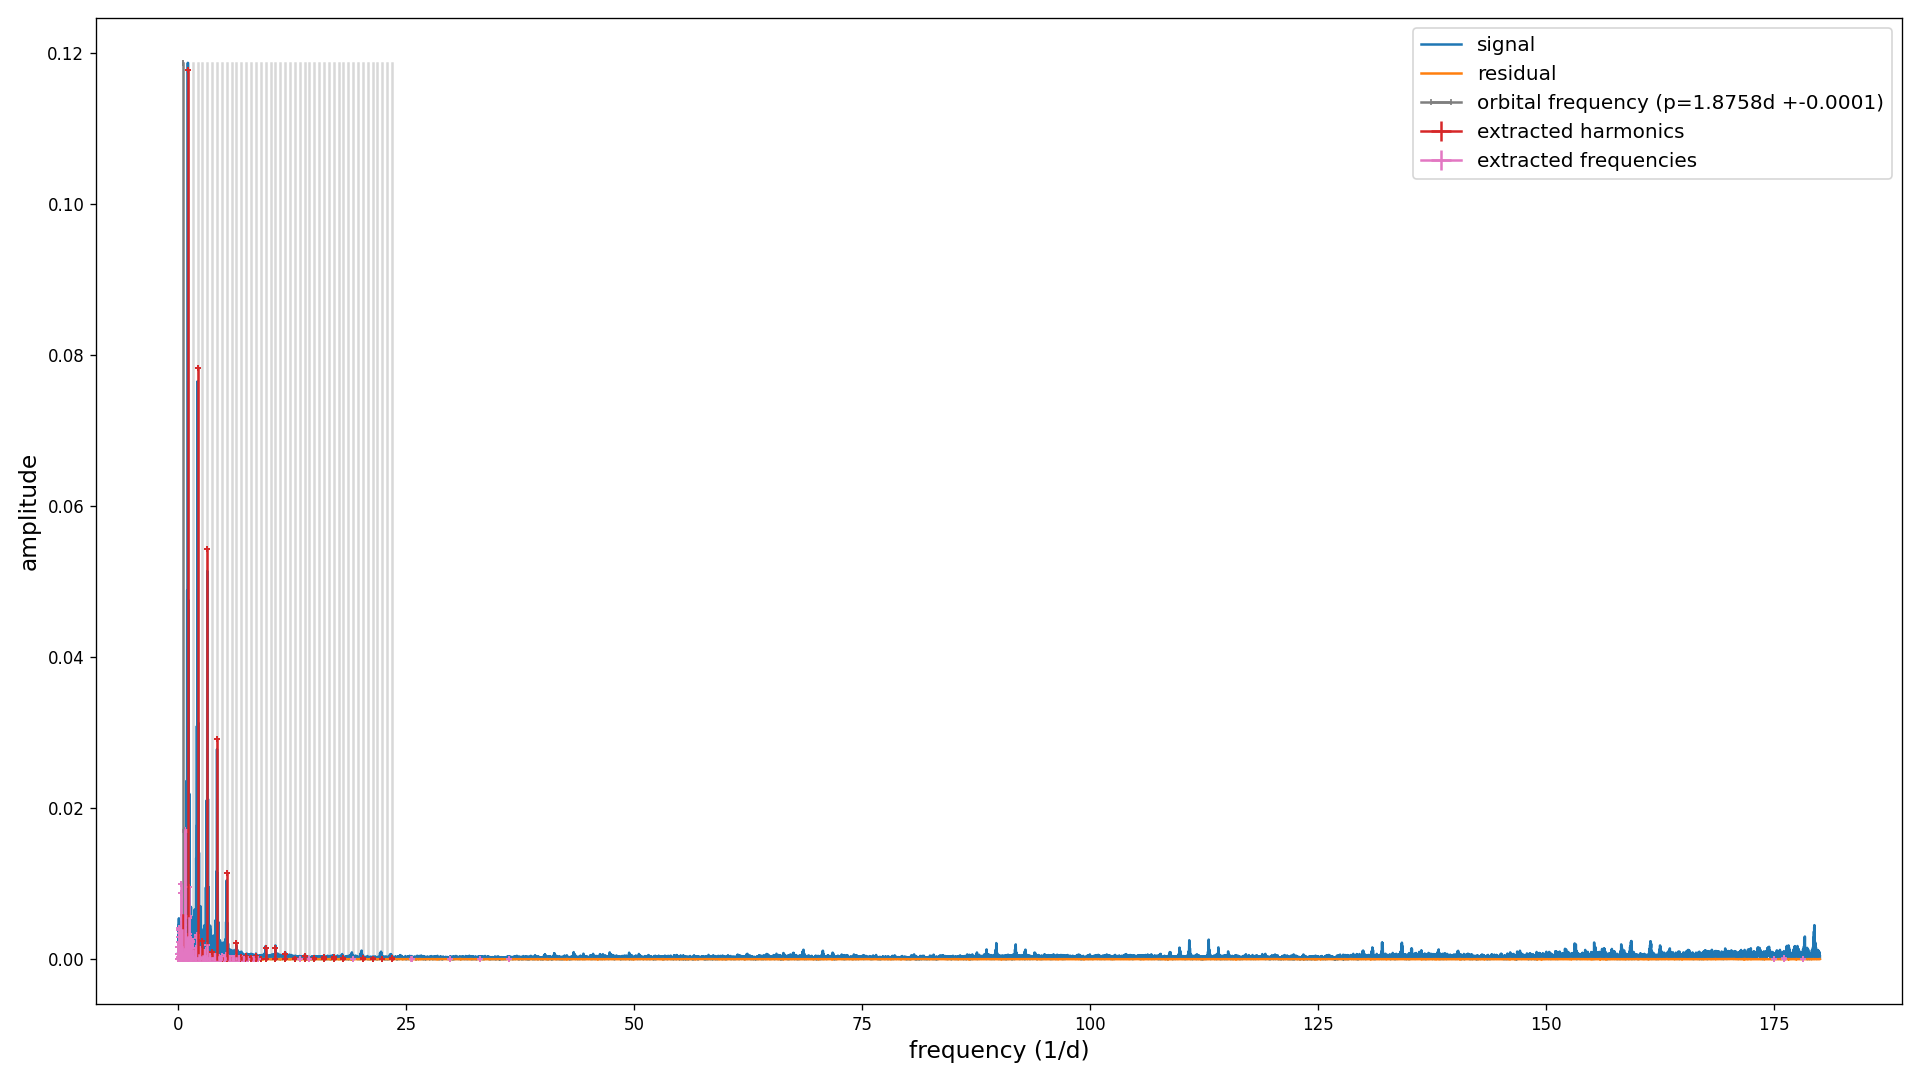 signal
residual
orbital frequency (p=1.8758d +-0.0001)
extracted harmonics
extracted frequencies
0.12
0.10
0.08
0.06
0.04
0.02
0.00
amplitude
0 25 50 75 100 125 150 175
frequency (1/d)